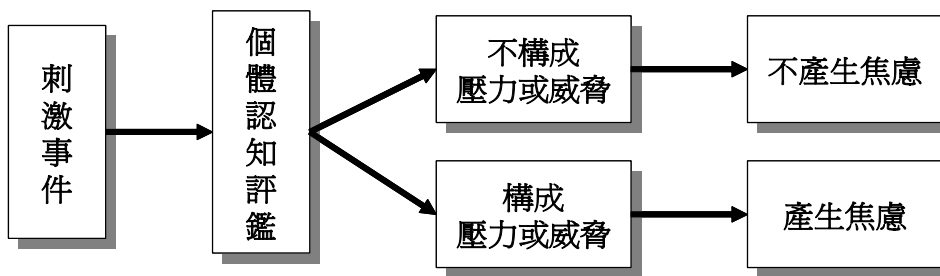 刺激事件
個體認知評鑑
不構成
壓力或威脅
不產生焦慮
構成
壓力或威脅
產生焦慮